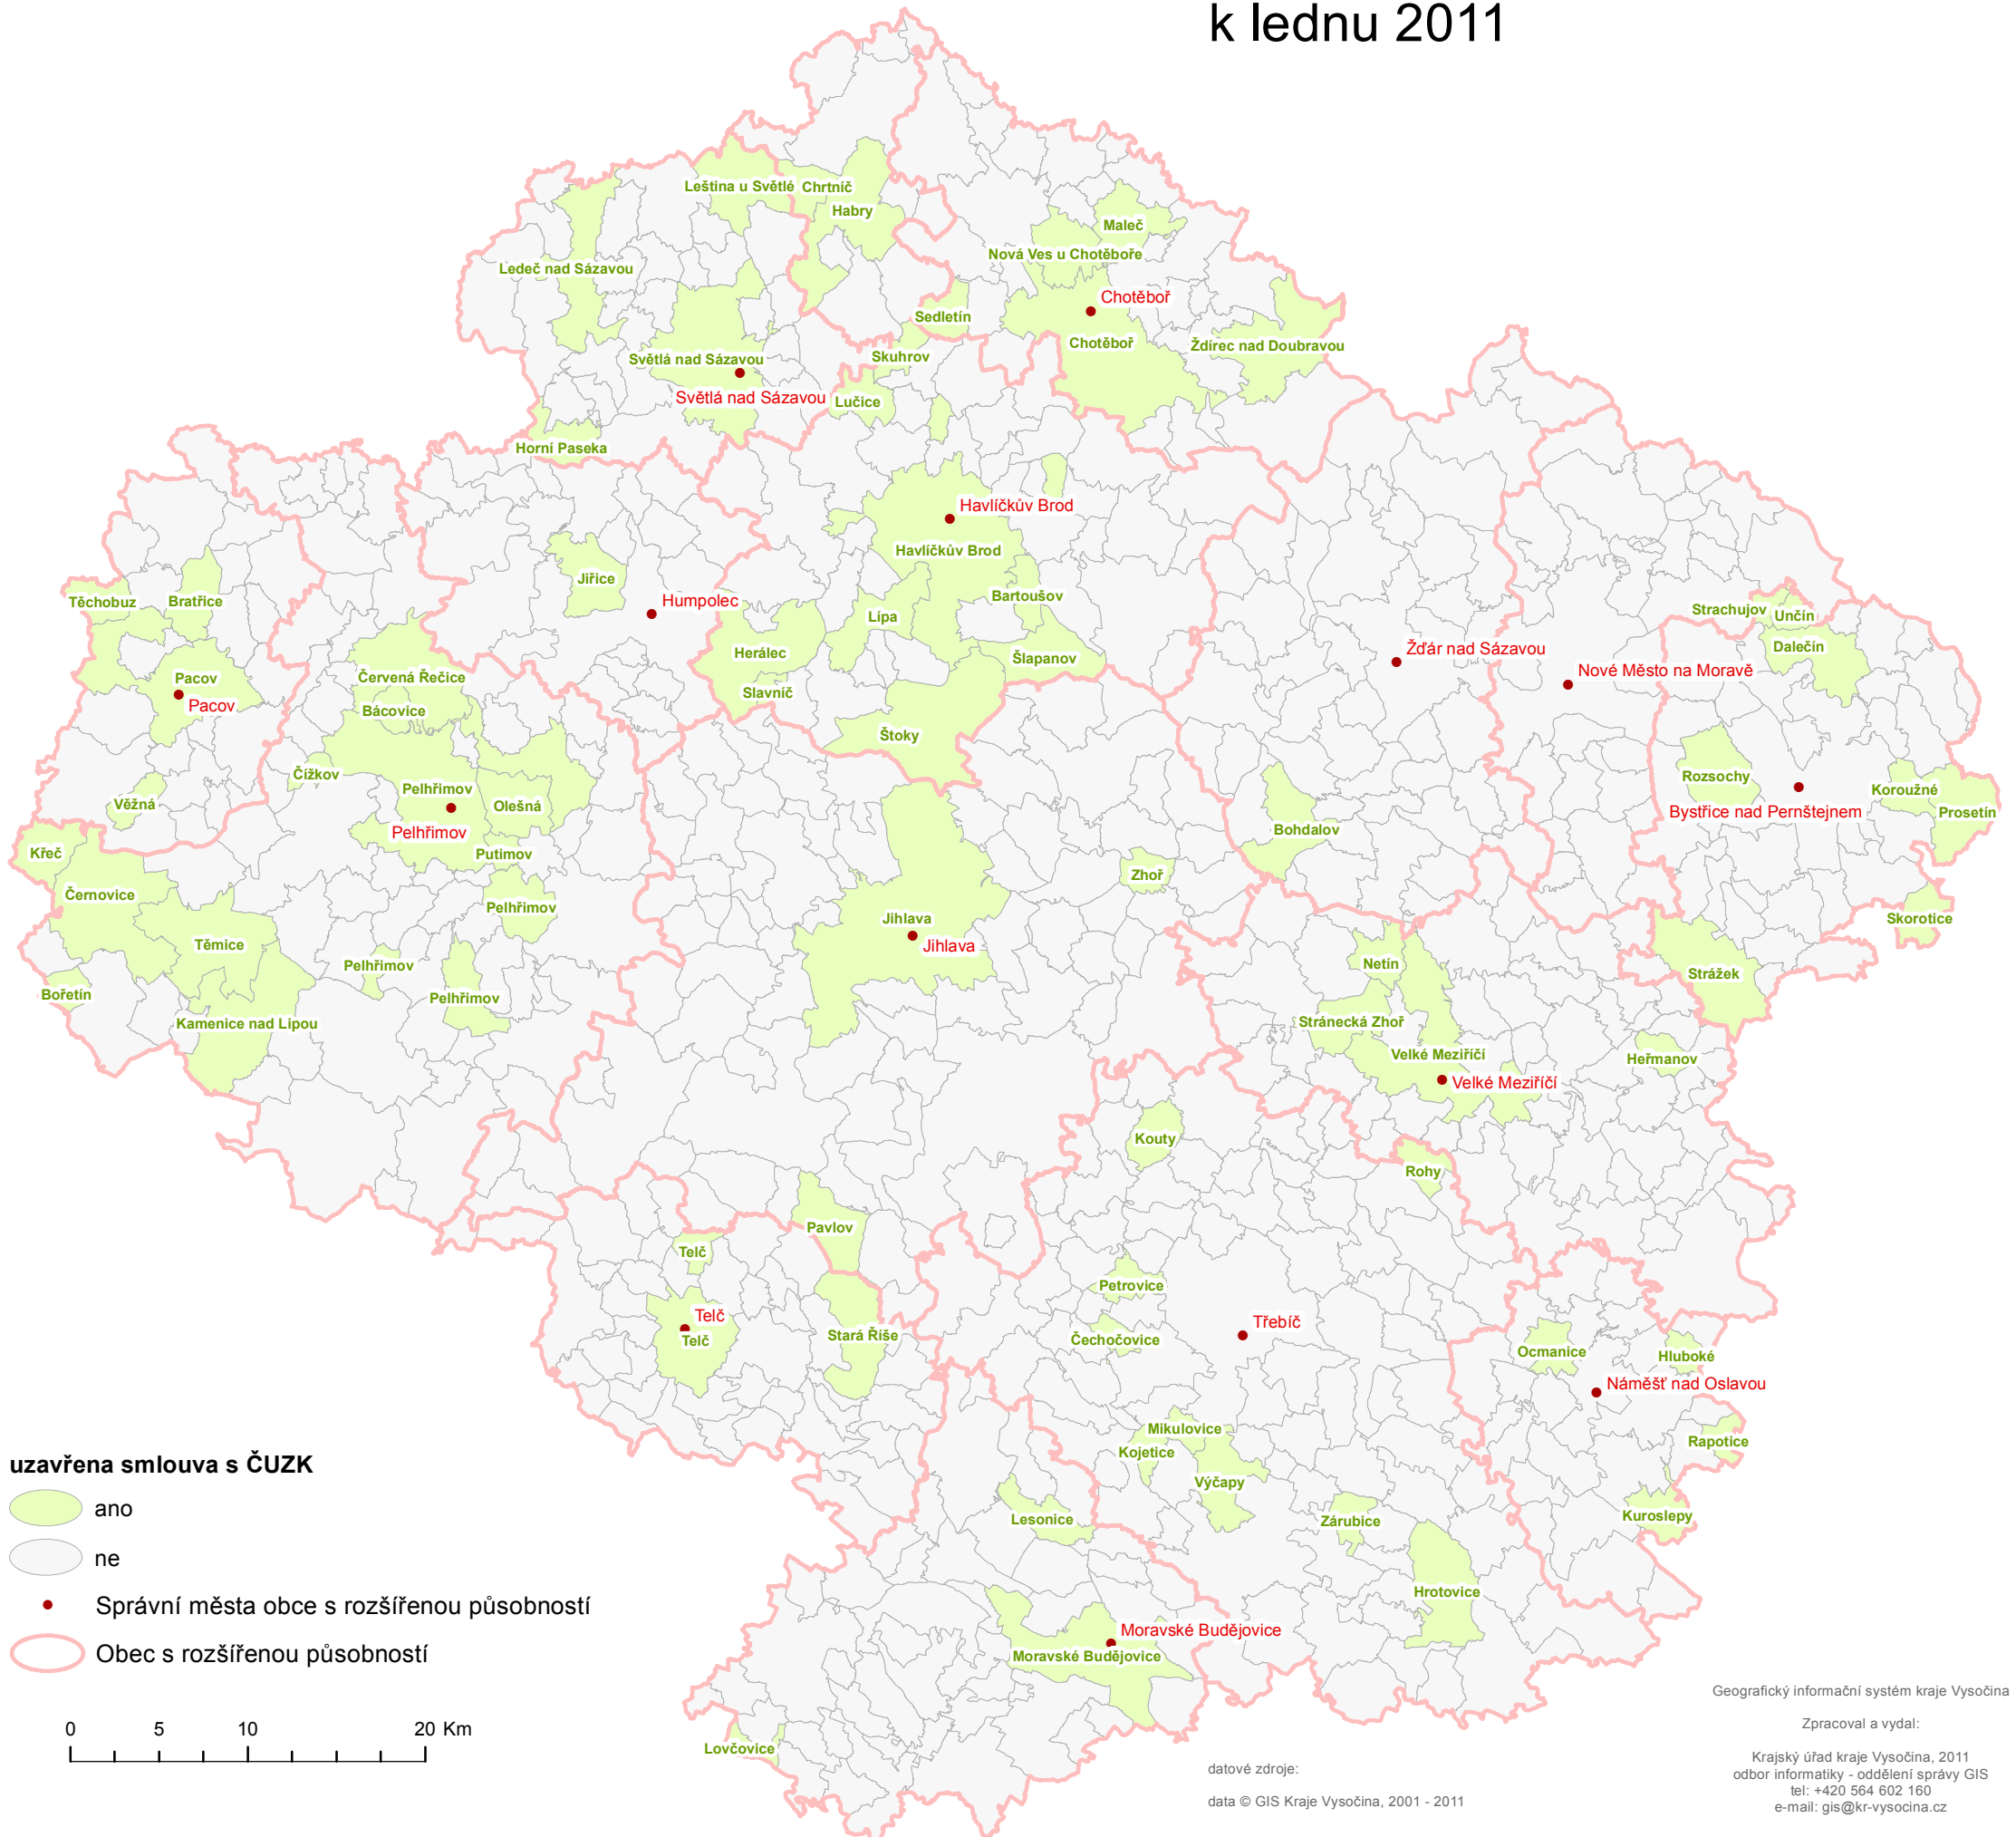 k lednu 2011
Leština u Světlé
Chrtníč
Habry
Maleč
Nová Ves u Chotěboře
Ledeč nad Sázavou
Chotěboř
Sedletín
Chotěboř
Ždírec nad Doubravou
Skuhrov
Světlá nad Sázavou
Světlá nad Sázavou
Lučice
Horní Paseka
Havlíčkův Brod
Havlíčkův Brod
Jiřice
Humpolec
Bartoušov
Lípa
Těchobuz
Bratřice
Strachujov
Unčín
Dalečín
Herálec
Šlapanov
Žďár nad Sázavou
Nové Město na Moravě
Slavníč
Pacov
Pacov
Červená Řečice
Bácovice
Štoky
Čížkov
Pelhřimov
Olešná
Pelhřimov
Putimov
Věžná
Rozsochy
Koroužné
Bystřice nad Pernštejnem
Prosetín
Bohdalov
Křeč
Černovice
Zhoř
Pelhřimov
Jihlava
Jihlava
Skorotice
Těmice
Pelhřimov
Netín
Strážek
Bořetín
Pelhřimov
Kamenice nad Lipou
Stránecká Zhoř
Velké Meziříčí
Velké Meziříčí
Heřmanov
Kouty
Rohy
Pavlov
Telč
Petrovice
Telč
Telč
Stará Říše
Čechočovice
Třebíč
Ocmanice
Hluboké
Náměšť nad Oslavou
Mikulovice
Kojetice
Rapotice
Výčapy
Lesonice
Zárubice
Kuroslepy
Hrotovice
Moravské Budějovice
Moravské Budějovice
Lovčovice
uzavřena smlouva s ČUZK
ano
ne
Správní města obce s rozšířenou působností
Obec s rozšířenou působností
0 5 10 20 Km
datové zdroje:
data © GIS Kraje Vysočina, 2001 - 2011
Geografický informační systém kraje Vysočina
Zpracoval a vydal:
Krajský úřad kraje Vysočina, 2011
odbor informatiky - oddělení správy GIS
tel: +420 564 602 160
e-mail: gis@kr-vysocina.cz